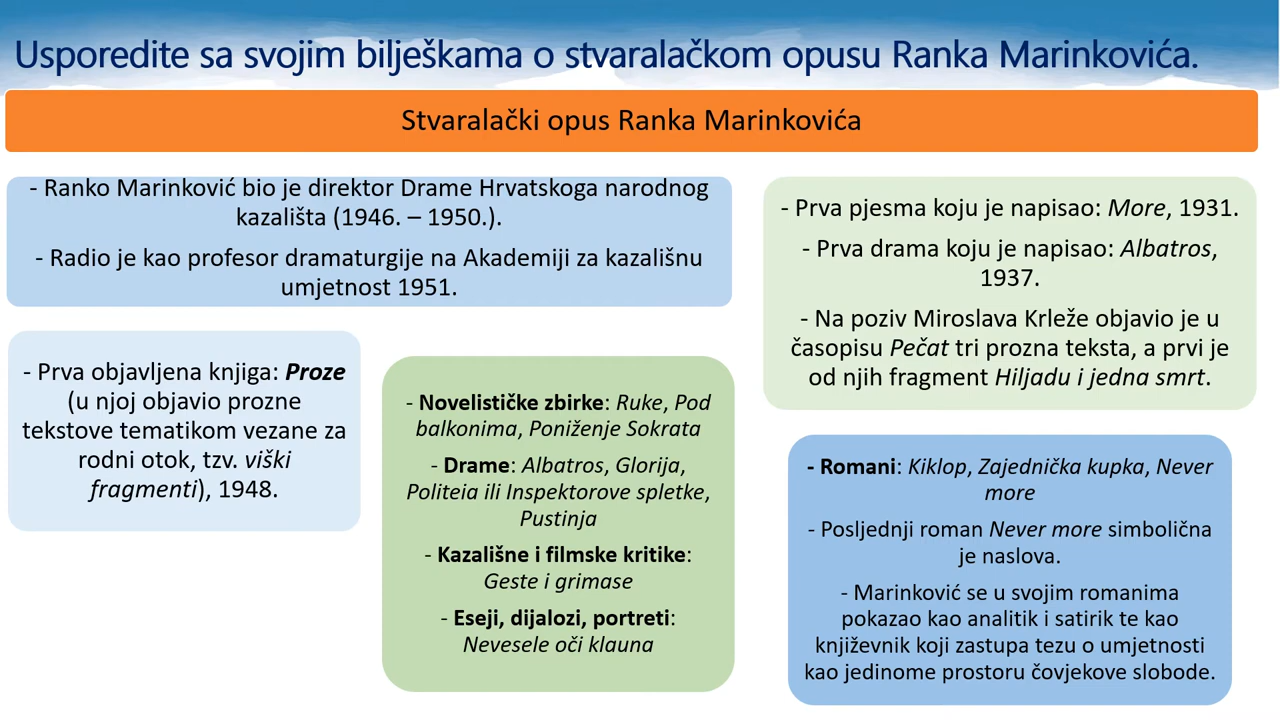 Usporedite sa svojim bilješkama o stvaralačkom opusu Ranka Marinkovića.
Stvaralački opus Ranka Marinkovića
- Ranko Marinković bio je direktor Drame Hrvatskoga narodnog
kazališta (1946. – 1950.).
- Radio je kao profesor dramaturgije na Akademiji za kazališnu
umjetnost 1951.
- Prva pjesma koju je napisao: More, 1931.
- Prva drama koju je napisao: Albatros,
1937.
- Na poziv Miroslava Krleže objavio je u
časopisu Pečat tri prozna teksta, a prvi je
od njih fragment Hiljadu i jedna smrt.
- Prva objavljena knjiga: Proze
(u njoj objavio prozne
tekstove tematikom vezane za
rodni otok, tzv. viški
fragmenti), 1948.
- Novelističke zbirke: Ruke, Pod
balkonima, Poniženje Sokrata
- Drame: Albatros, Glorija,
Politeia ili Inspektorove spletke,
Pustinja
- Kazališne i filmske kritike:
Geste i grimase
- Eseji, dijalozi, portreti:
Nevesele oči klauna
- Romani: Kiklop, Zajednička kupka, Never
more
- Posljednji roman Never more simbolična
je naslova.
- Marinković se u svojim romanima
pokazao kao analitik i satirik te kao
književnik koji zastupa tezu o umjetnosti
kao jedinome prostoru čovjekove slobode.